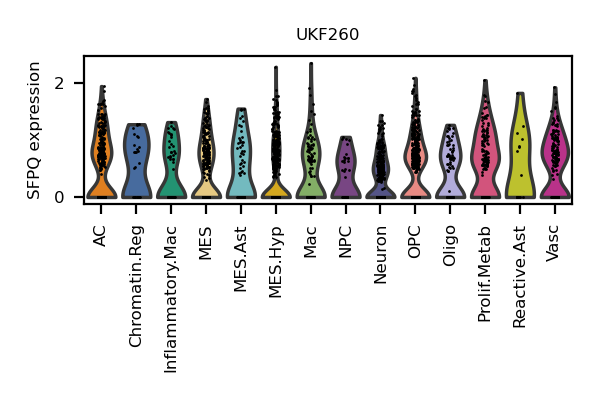 UKF260
SFPQ expression
2
0
AC
Chromatin.Reg
Inflammatory.Mac
MES
MES.Ast
MES.Hyp
Mac
NPC
Neuron
OPC
Oligo
Prolif.Metab
Reactive.Ast
Vasc